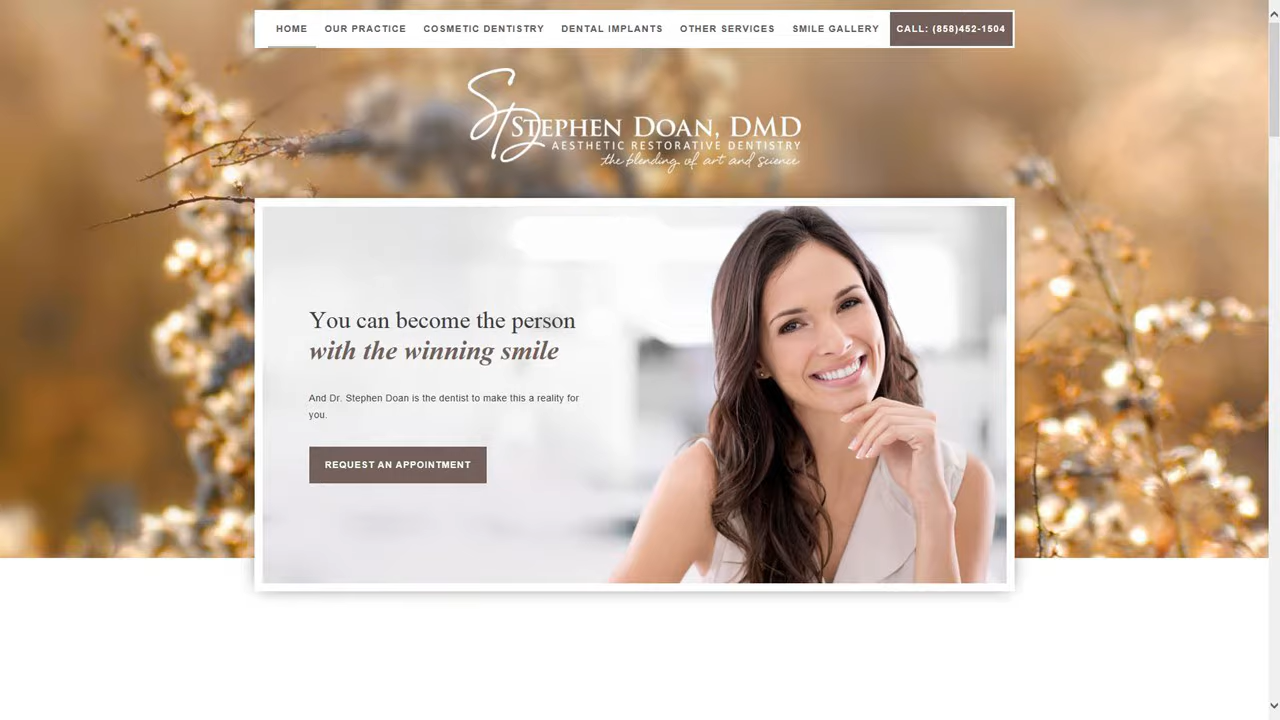 HOME OUR PRACTICE COSMETIC DENTISTRY DENTAL IMPLANTS OTHER SERVICES SMILE GALLERY CALL: (858)452-1504
STEPHEN DOAN, DMD
AESTHETIC RESTORATIVE DENTISTRY
the blending of art and science
You can become the person
with the winning smile
And Dr. Stephen Doan is the dentist to make this a reality for
you.
REQUEST AN APPOINTMENT